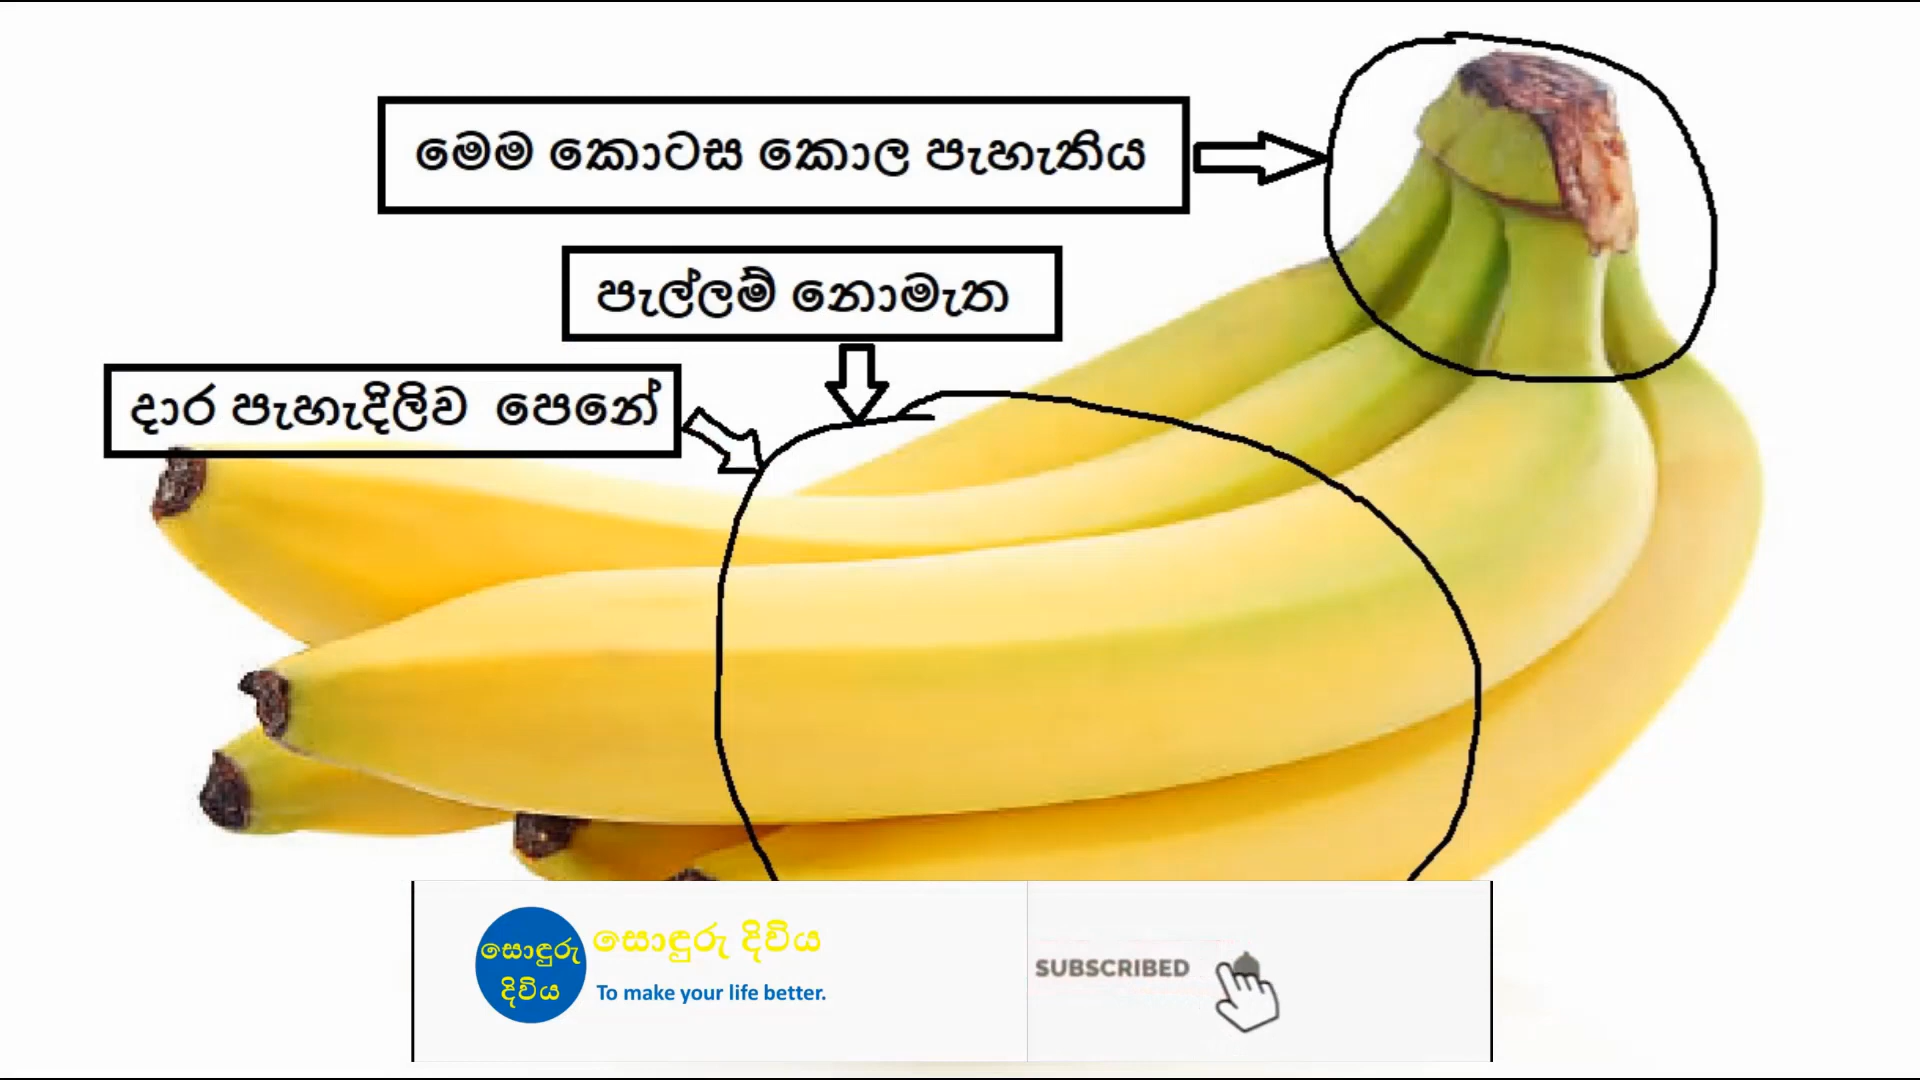 මෙම කොටස කොල පැහැතිය
පැල්ලම් නොමැත
දාර පැහැදිලිව පෙනේ
සොඳුරු
දිවිය
සොඳුරු දිවිය
To make your life better.
SUBSCRIBED